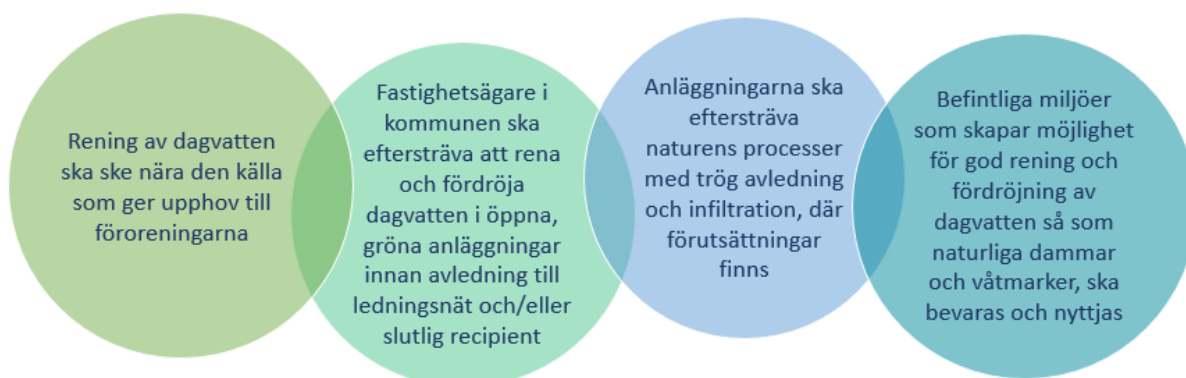 Rening av dagvatten
ska ske nära den källa
som ger upphov till
föroreningarna
Fastighetsägare i
kommunen ska
eftersträva att rena
och fördröja
dagvatten i öppna,
gröna anläggningar
innan avledning till
ledningsnät och/eller
slutlig recipient
Anläggningarna ska
eftersträva
naturens processer
med trög avledning
och infiltration, där
förutsättningar
finns
Befintliga miljöer
som skapar möjlighet
för god rening och
fördröjning av
dagvatten så som
naturliga dammar
och våtmarker, ska
bevaras och nyttjas